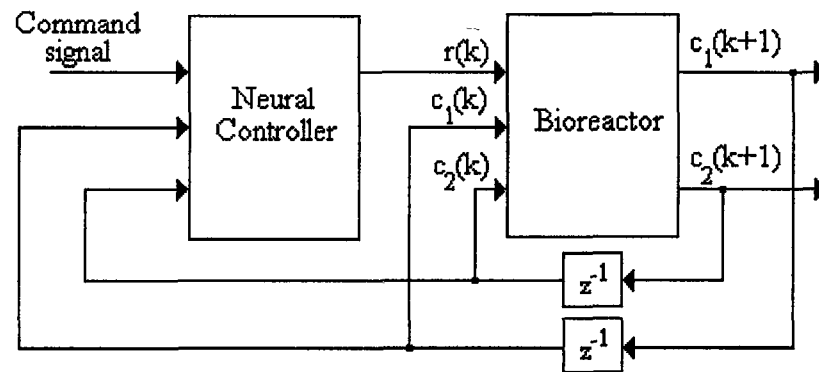 Command
signal
Neural
Controller
r(k)
c₁(k)
c₂(k)
Bioreactor
c₁(k+1)
c₂(k+1)
z⁻¹
z⁻¹